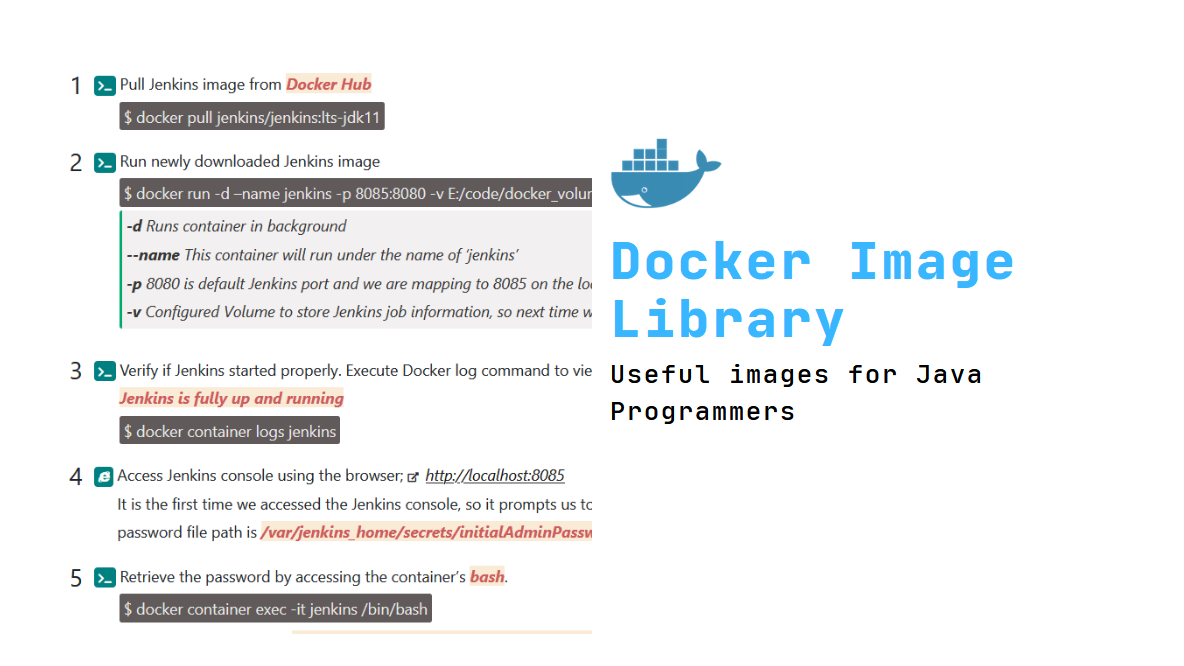 1 Pull Jenkins image from Docker Hub
$ docker pull jenkins/jenkins:lts-jdk11
2 Run newly downloaded Jenkins image
$ docker run -d –name jenkins -p 8085:8080 -v E:/code/docker_volu
-d Runs container in background
--name This container will run under the name of ‘jenkins’
-p 8080 is default Jenkins port and we are mapping to 8085 on the
-v Configured Volume to store Jenkins job information, so next time
3 Verify if Jenkins started properly. Execute Docker log command to
Jenkins is fully up and running
$ docker container logs jenkins
4 Access Jenkins console using the browser; http://localhost:8085
It is the first time we accessed the Jenkins console, so it prompts us to
password file path is /var/jenkins_home/secrets/initialAdminPassw
5 Retrieve the password by accessing the container’s bash.
$ docker container exec -it jenkins /bin/bash
Docker Image
Library
Useful images for Java
Programmers